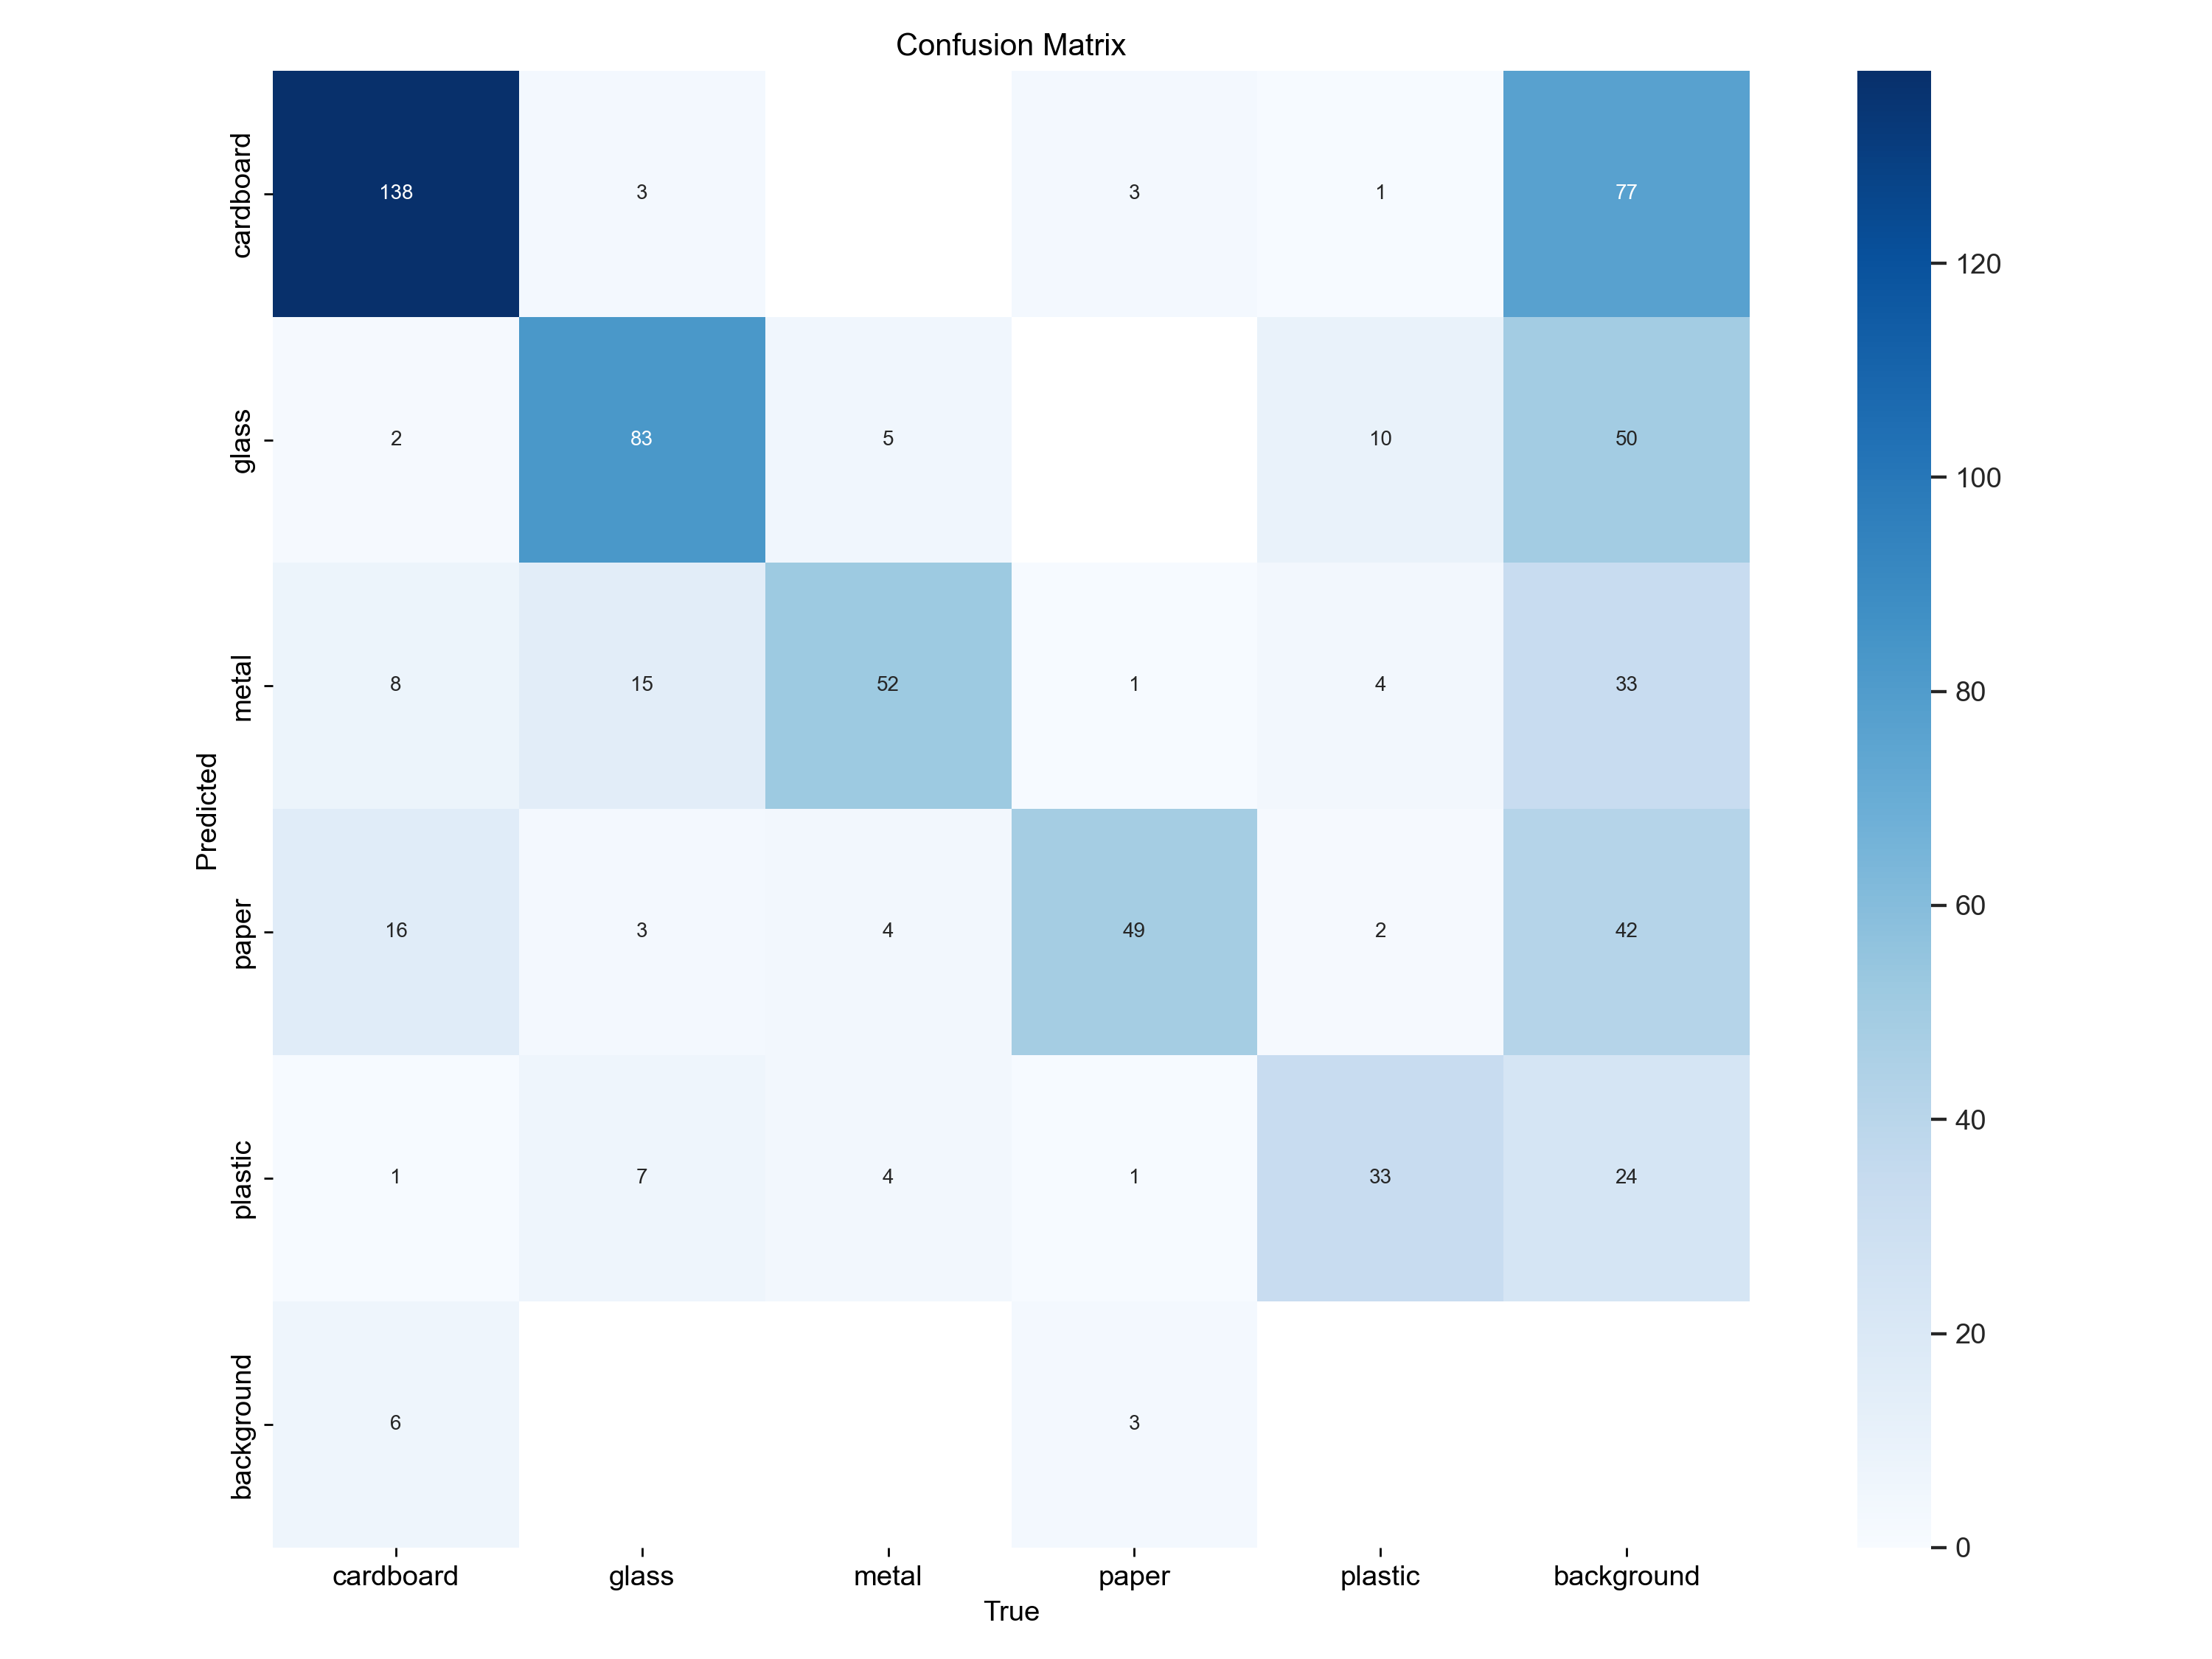 Confusion Matrix
cardboard 138 3 3 1 77
glass 2 83 5 10 50
metal 8 15 52 1 4 33
paper 16 3 4 49 2 42
plastic 1 7 4 1 33 24
background 6 3
Predicted
cardboard glass metal paper plastic background
True
120
100
80
60
40
20
0